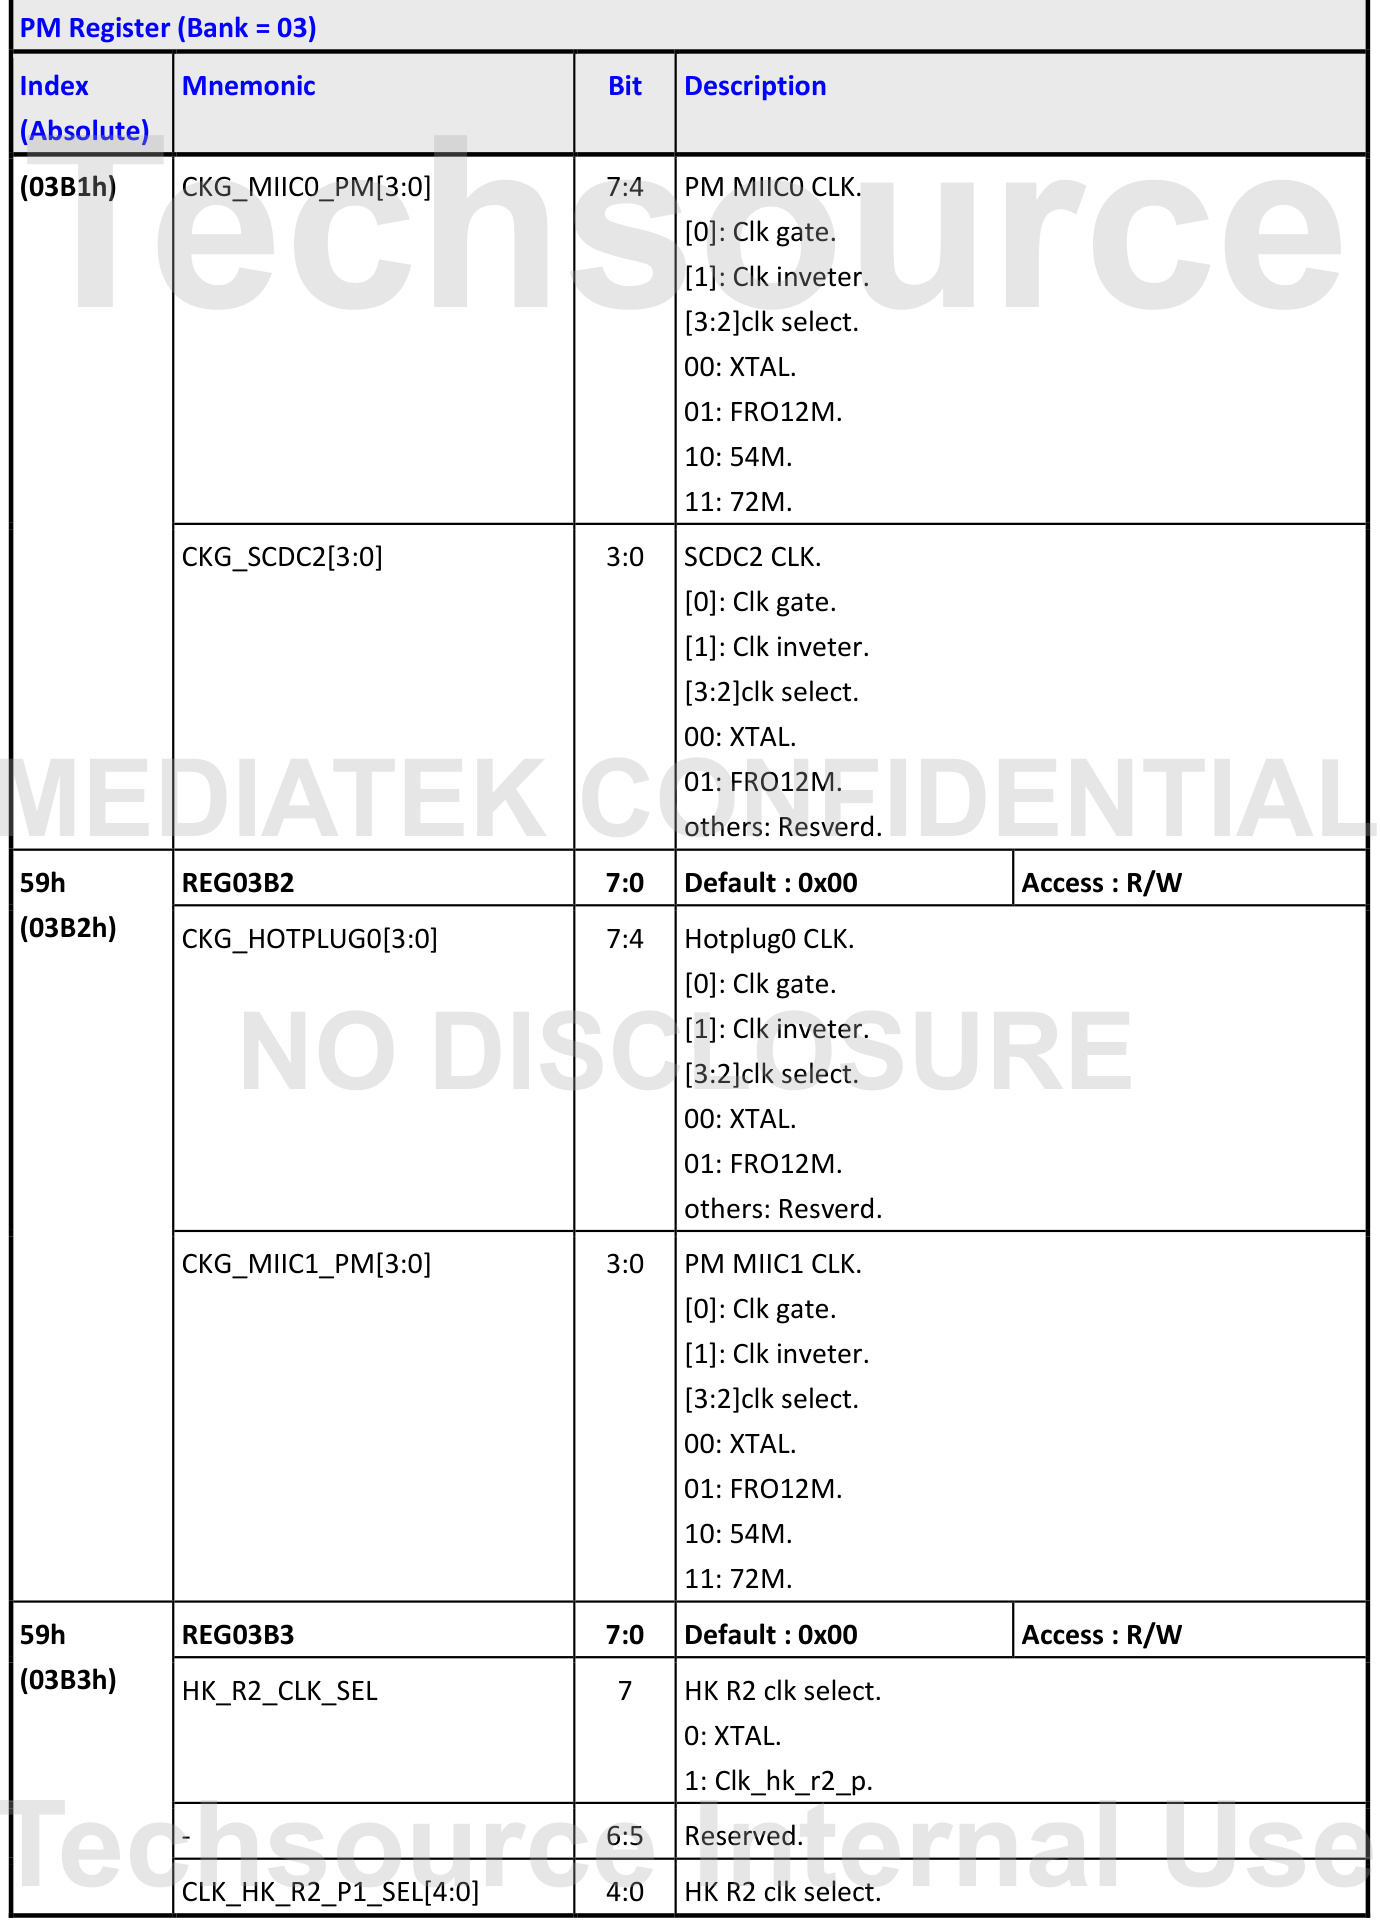 PM Register (Bank = 03)
Index (Absolute) Mnemonic Bit Description
(03B1h) CKG_MIIC0_PM[3:0] 7:4 PM MIIC0 CLK.
[0]: Clk gate.
[1]: Clk inveter.
[3:2]clk select.
00: XTAL.
01: FRO12M.
10: 54M.
11: 72M.
CKG_SCDC2[3:0] 3:0 SCDC2 CLK.
[0]: Clk gate.
[1]: Clk inveter.
[3:2]clk select.
00: XTAL.
01: FRO12M.
others: Resverd.
59h REG03B2 7:0 Default : 0x00 Access : R/W
(03B2h) CKG_HOTPLUG0[3:0] 7:4 Hotplug0 CLK.
[0]: Clk gate.
[1]: Clk inveter.
[3:2]clk select.
00: XTAL.
01: FRO12M.
others: Resverd.
CKG_MIIC1_PM[3:0] 3:0 PM MIIC1 CLK.
[0]: Clk gate.
[1]: Clk inveter.
[3:2]clk select.
00: XTAL.
01: FRO12M.
10: 54M.
11: 72M.
59h REG03B3 7:0 Default : 0x00 Access : R/W
(03B3h) HK_R2_CLK_SEL 7 HK R2 clk select.
0: XTAL.
1: Clk_hk_r2_p.
- 6:5 Reserved.
CLK_HK_R2_P1_SEL[4:0] 4:0 HK R2 clk select.
Techsource
MEDIATEK CONFIDENTIAL
NO DISCLOSURE
Techsource Internal Use